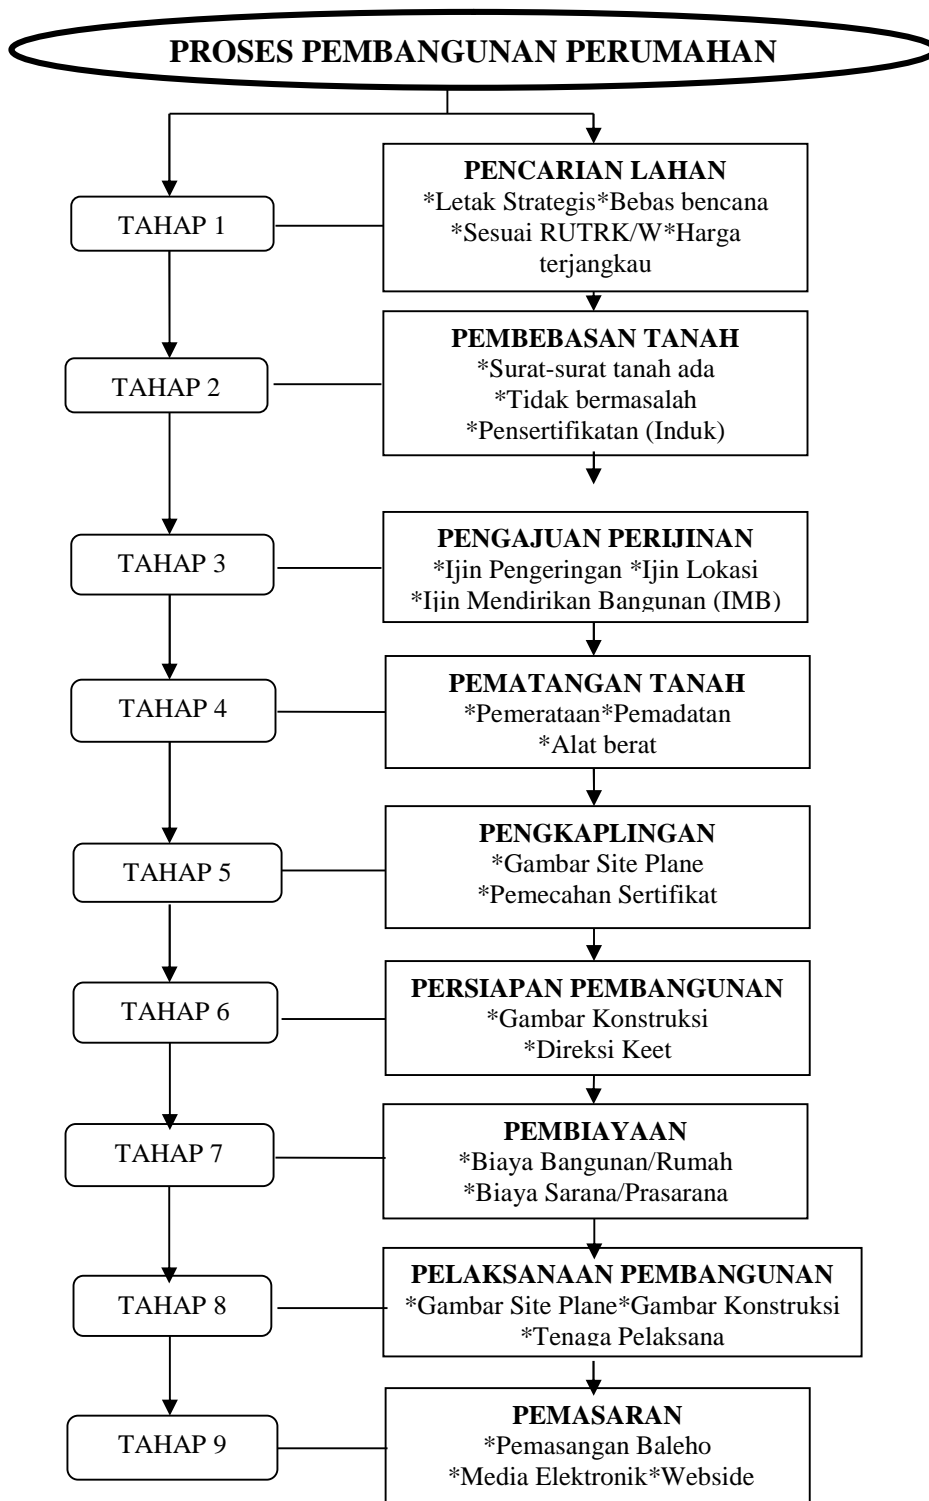 PROSES PEMBANGUNAN PERUMAHAN
TAHAP 1
PENCARIAN LAHAN
*Letak Strategis*Bebas bencana
*Sesuai RUTRK/W*Harga
terjangkau
TAHAP 2
PEMBEBASAN TANAH
*Surat-surat tanah ada
*Tidak bermasalah
*Pensertifikatan (Induk)
TAHAP 3
PENGAJUAN PERIJINAN
*Ijin Pengeringan *Ijin Lokasi
*Ijin Mendirikan Bangunan (IMB)
TAHAP 4
PEMATANGAN TANAH
*Pemerataan*Pemadatan
*Alat berat
TAHAP 5
PENGKAPLINGAN
*Gambar Site Plane
*Pemecahan Sertifikat
TAHAP 6
PERSIAPAN PEMBANGUNAN
*Gambar Konstruksi
*Direksi Keet
TAHAP 7
PEMBIAYAAN
*Biaya Bangunan/Rumah
*Biaya Sarana/Prasarana
TAHAP 8
PELAKSANAAN PEMBANGUNAN
*Gambar Site Plane*Gambar Konstruksi
*Tenaga Pelaksana
TAHAP 9
PEMASARAN
*Pemasangan Baleho
*Media Elektronik*Webside